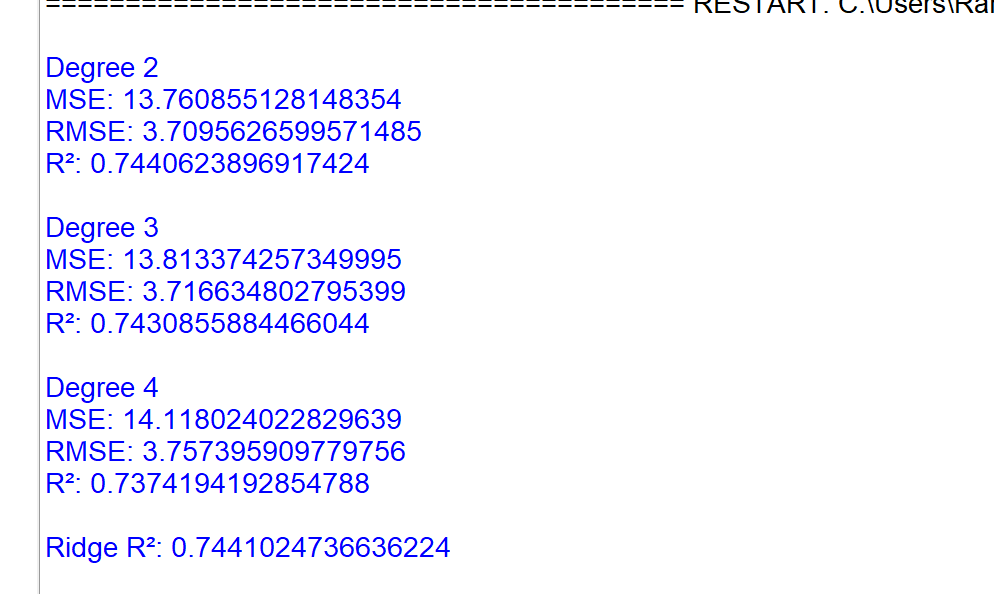 ======================================== RESTART: C:\Users\Rar
Degree 2
MSE: 13.760855128148354
RMSE: 3.7095626599571485
R²: 0.7440623896917424
Degree 3
MSE: 13.813374257349995
RMSE: 3.716634802795399
R²: 0.7430855884466044
Degree 4
MSE: 14.118024022829639
RMSE: 3.757395909779756
R²: 0.7374194192854788
Ridge R²: 0.7441024736636224